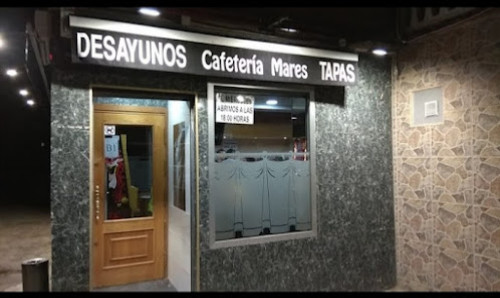 DESAYUNOS Cafetería Mares TAPAS
ABRIMOS A LAS
18:00 HORAS